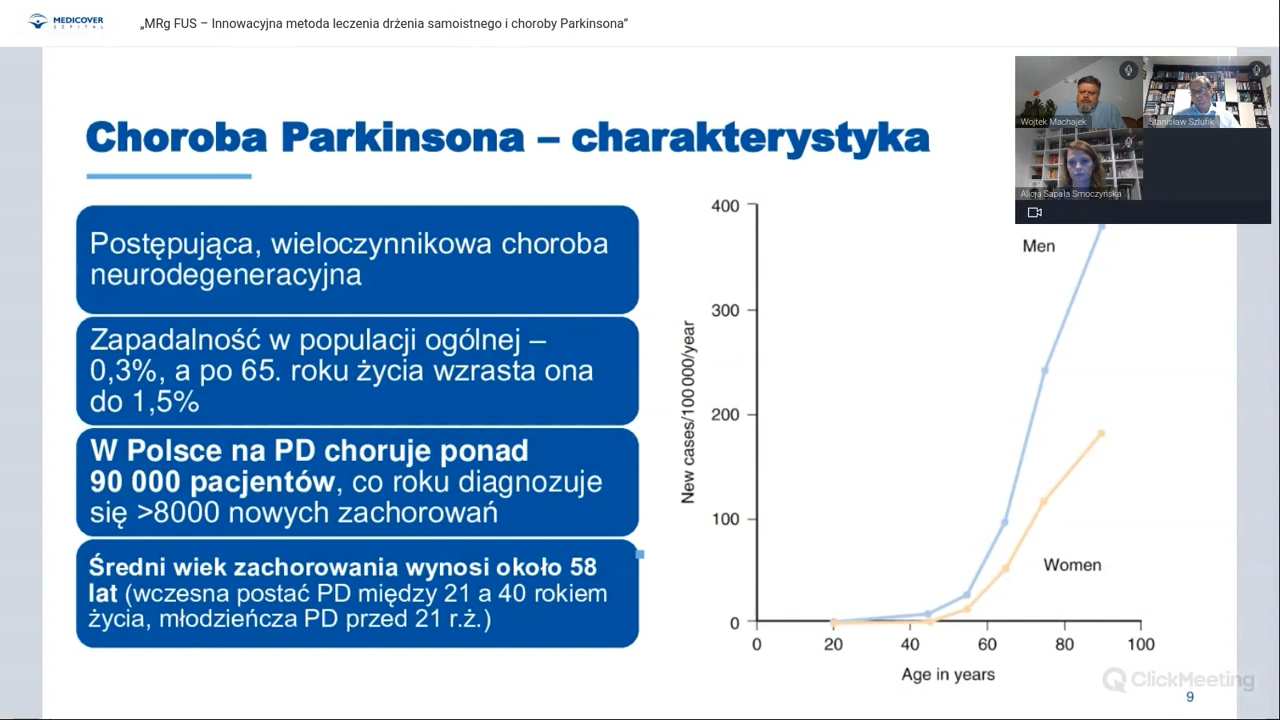 MEDICOVER
SZPITAL
„MRg FUS – Innowacyjna metoda leczenia drżenia samoistnego i choroby Parkinsona”
Wojtek Machajek
Stanisław Szlufik
Alicja Sapała Smoczyńska
Choroba Parkinsona – charakterystyka
Postępująca, wieloczynnikowa choroba
neurodegeneracyjna
Zapadalność w populacji ogólnej –
0,3%, a po 65. roku życia wzrasta ona
do 1,5%
W Polsce na PD choruje ponad
90 000 pacjentów, co roku diagnozuje
się >8000 nowych zachorowań
Średni wiek zachorowania wynosi około 58
lat (wczesna postać PD między 21 a 40 rokiem
życia, młodzieńcza PD przed 21 r.ż.)
400
300
200
100
0
New cases/100 000/year
Men
Women
0 20 40 60 80 100
Age in years
ClickMeeting
9